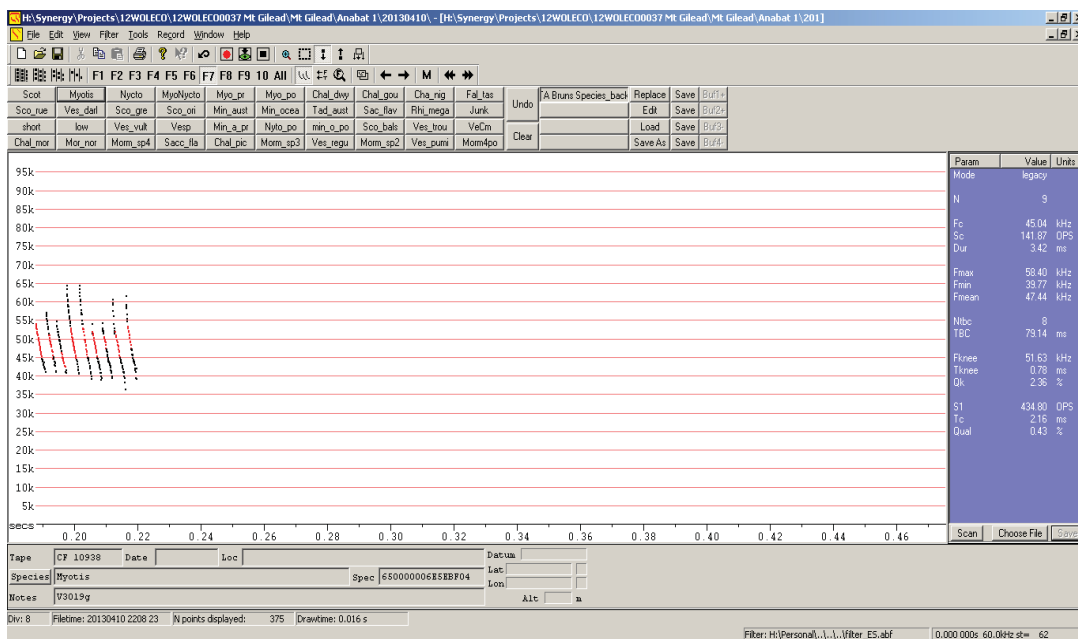 H:\Synergy\Projects\12WOLECO\12WOLECO00037 Mt Gilead\Mt Gilead\Anabat 1\20130410\ - [H:\Synergy\Projects\12WOLECO\12WOLECO00037 Mt Gilead\Mt Gilead\Anabat 1\201]
File Edit View Filter Tools Record Window Help
F1 F2 F3 F4 F5 F6 F7 F8 F9 10 All M
Scot Myotis Nycto MyoNycto Myo_pr Myo_po Chal_dwy Chal_gou Cha_nig Fal_tas Undo TA Bruns Species_back Replace Save Buf1+
Sco_rue Ves_darl Sco_gre Sco_ori Min_aust Min_ocea Tad_aust Sac_flav Rhi_mega Junk Edit Save Buf2+
short low Ves_vult Vesp Min_a_pr Nyto_po min_o_po Sco_bals Ves_trou VeCm Clear Load Save Buf3-
Chal_mor Mor_nor Morm_sp4 Sacc_fla Chal_pic Morm_sp3 Ves_regu Morm_sp2 Ves_pumi Morm4po Save As Save Buf4-
95k
90k
85k
80k
75k
70k
65k
60k
55k
50k
45k
40k
35k
30k
25k
20k
15k
10k
5k
secs 0.20 0.22 0.24 0.26 0.28 0.30 0.32 0.34 0.36 0.38 0.40 0.42 0.44 0.46
Param Value Units
Mode legacy
N 9
Fc 45.04 kHz
Sc 141.87 OPS
Dur 3.42 ms
Fmax 58.40 kHz
Fmin 39.77 kHz
Fmean 47.44 kHz
Ntbc 8
TBC 79.14 ms
Fknee 51.63 kHz
Tknee 0.78 ms
Qk 2.36 %
S1 434.80 OPS
Tc 2.16 ms
Qual 0.43 %
Scan Choose File Save
Tape CF 10938 Date Loc Datum
Species Myotis Spec 650000006E5EBF04 Lat
Lon
Notes V3019g Alt m
Div: 8 Filetime: 20130410 2208 23 N points displayed: 375 Drawtime: 0.016 s
Filter: H:\Personal\..\..\..\filter_ES.abf 0.000 000s 60.0kHz st= 62